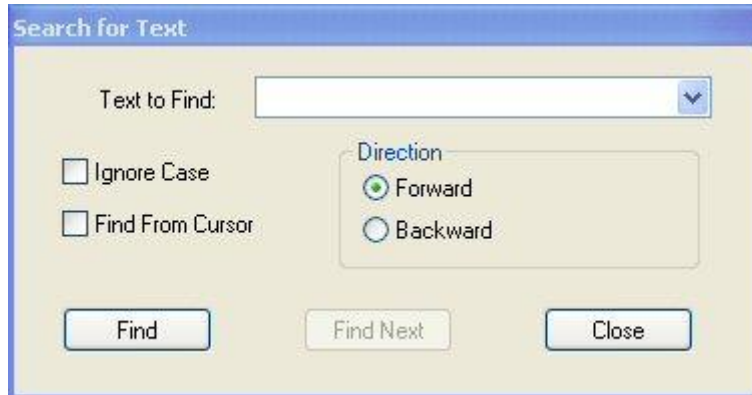 Search for Text
Text to Find:
Ignore Case
Find From Cursor
Direction
Forward
Backward
Find
Find Next
Close